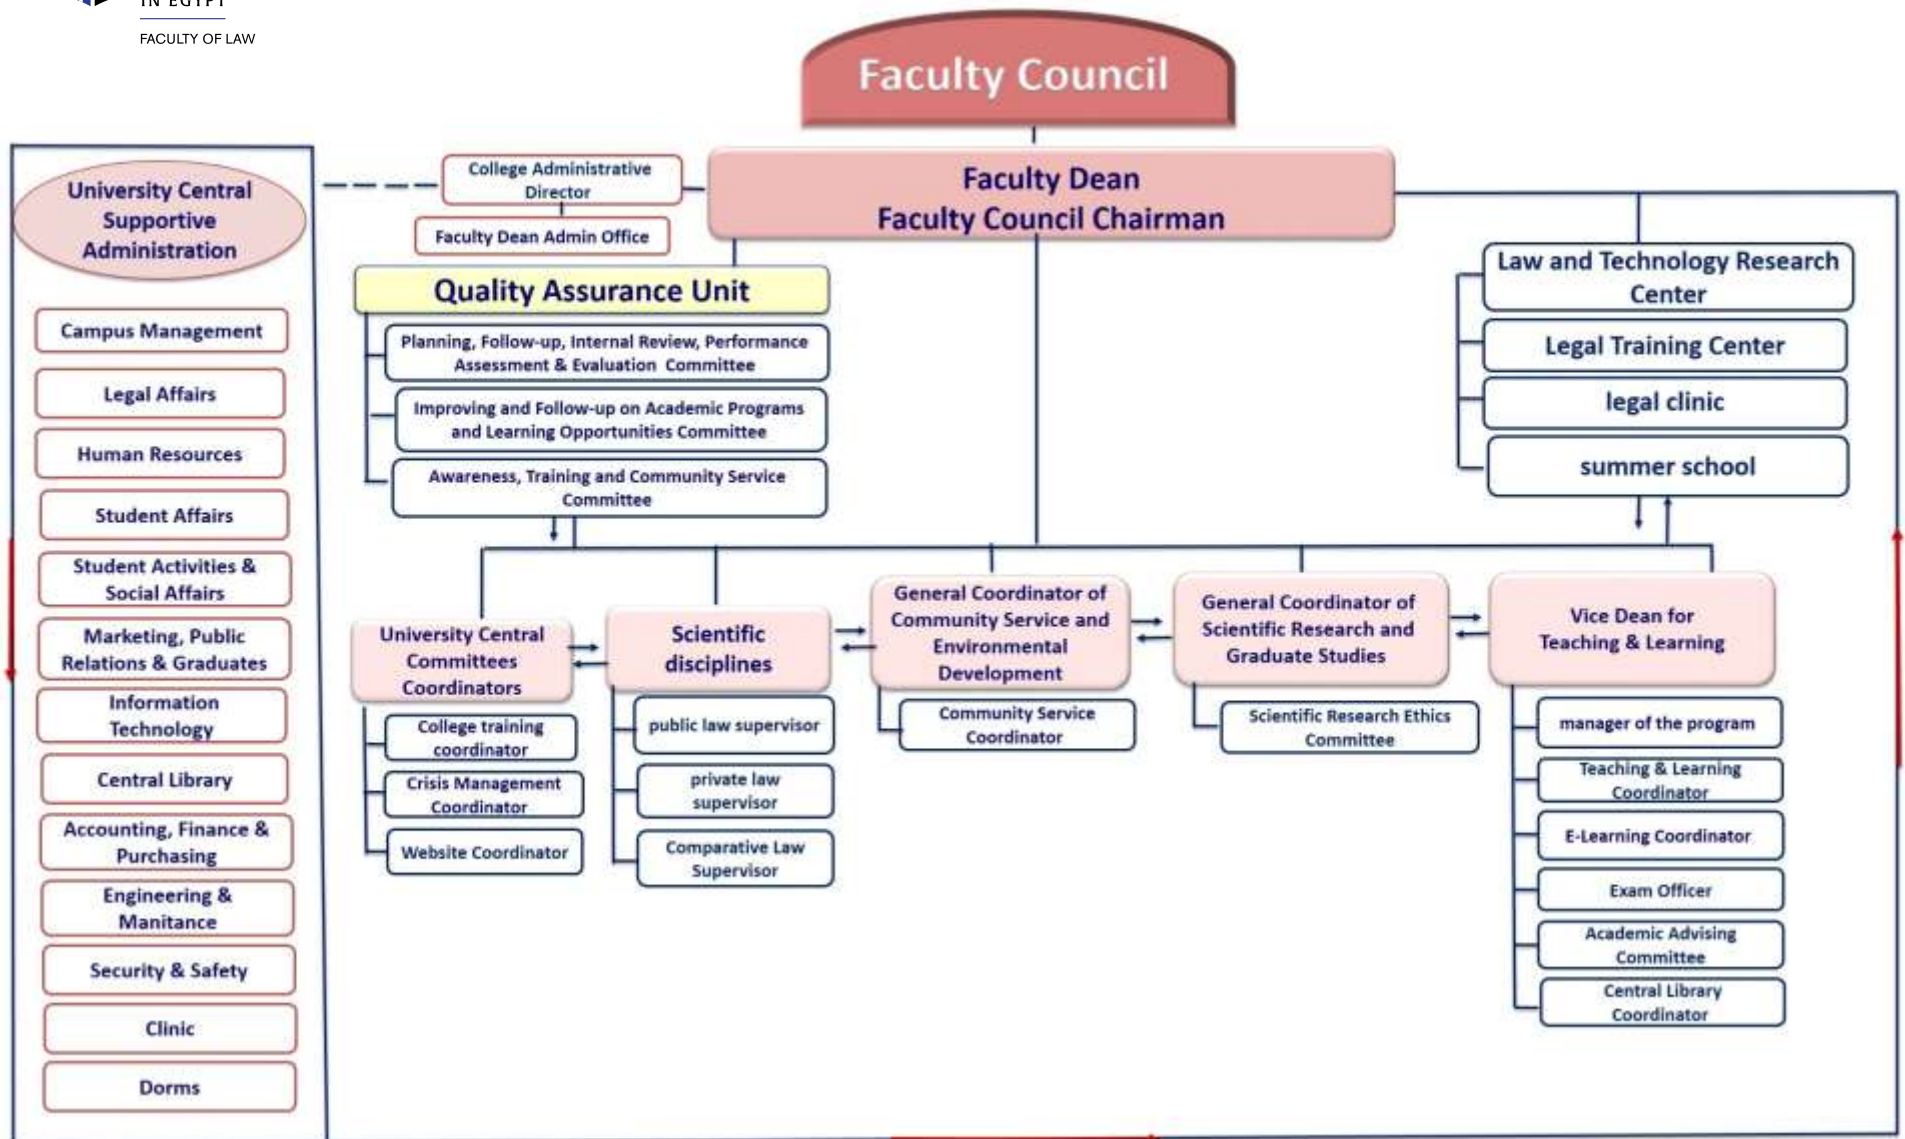 IN EGYPT
FACULTY OF LAW
Faculty Council
Faculty Dean
Faculty Council Chairman
College Administrative
Director
Faculty Dean Admin Office
University Central
Supportive
Administration
Campus Management
Legal Affairs
Human Resources
Student Affairs
Student Activities &
Social Affairs
Marketing, Public
Relations & Graduates
Information
Technology
Central Library
Accounting, Finance &
Purchasing
Engineering &
Manitance
Security & Safety
Clinic
Dorms
Quality Assurance Unit
Planning, Follow-up, Internal Review, Performance
Assessment & Evaluation Committee
Improving and Follow-up on Academic Programs
and Learning Opportunities Committee
Awareness, Training and Community Service
Committee
Law and Technology Research
Center
Legal Training Center
legal clinic
summer school
University Central
Committees
Coordinators
College training
coordinator
Crisis Management
Coordinator
Website Coordinator
Scientific
disciplines
public law supervisor
private law
supervisor
Comparative Law
Supervisor
General Coordinator of
Community Service and
Environmental
Development
Community Service
Coordinator
General Coordinator of
Scientific Research and
Graduate Studies
Scientific Research Ethics
Committee
Vice Dean for
Teaching & Learning
manager of the program
Teaching & Learning
Coordinator
E-Learning Coordinator
Exam Officer
Academic Advising
Committee
Central Library
Coordinator